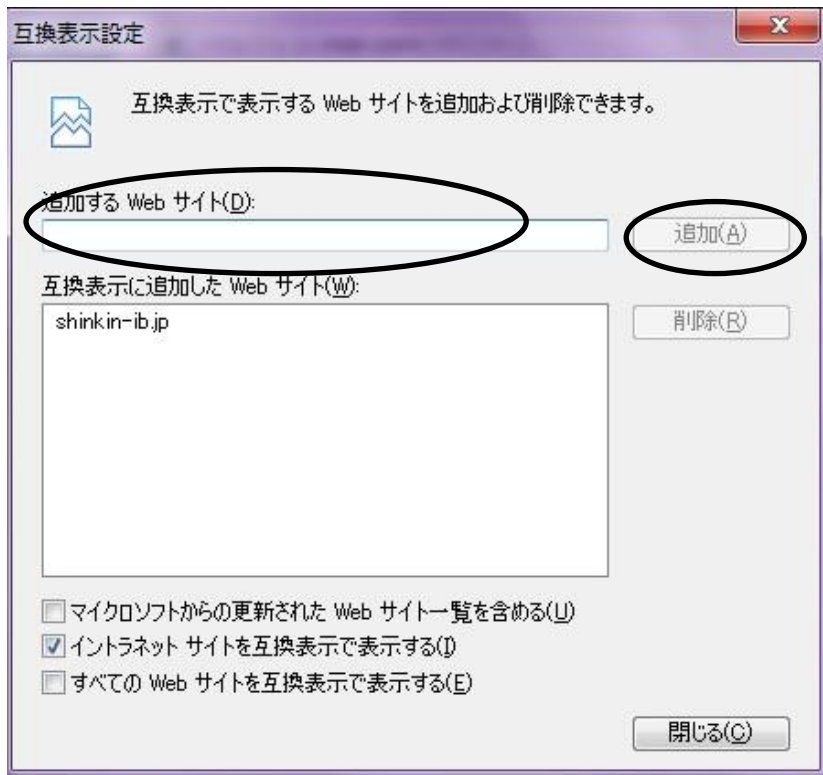 互換表示設定
互換表示で表示する Web サイトを追加および削除できます。
追加する Web サイト(D):
追加(A)
互換表示に追加した Web サイト(W):
shinkin-ib.jp
削除(R)
マイクロソフトからの更新された Web サイト一覧を含める(U)
イントラネット サイトを互換表示で表示する(I)
すべての Web サイトを互換表示で表示する(E)
閉じる(C)